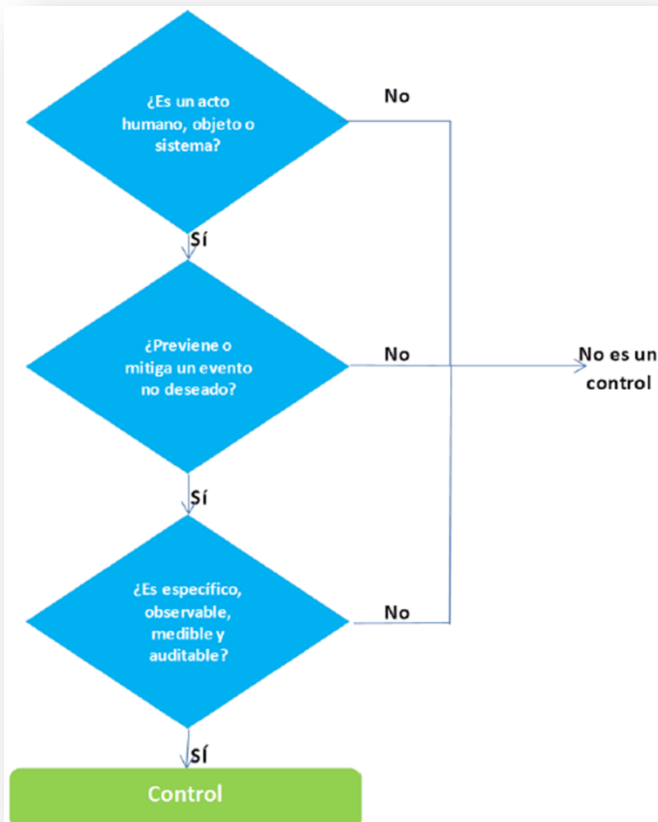 ¿Es un acto
humano, objeto o
sistema?
No
Sí
¿Previene o
mitiga un evento
no deseado?
No
No es un
control
Sí
¿Es específico,
observable,
medible y
auditable?
No
SÍ
Control